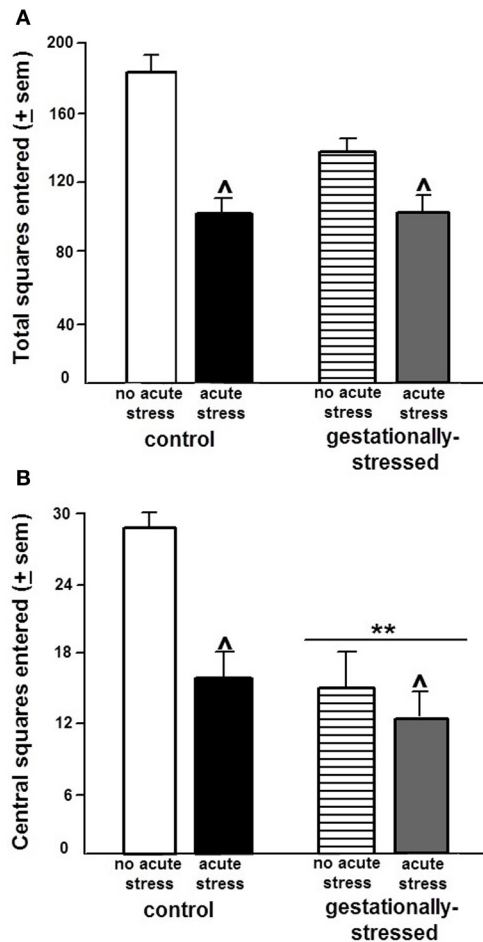 A
Total squares entered (± sem)
200
160
120
80
40
0
^
^
no acute stress
acute stress
no acute stress
acute stress
control
gestationally-
stressed
B
Central squares entered (± sem)
30
24
18
12
6
0
^
**
^
no acute
stress
acute
stress
no acute
stress
acute
stress
control
gestationally-
stressed